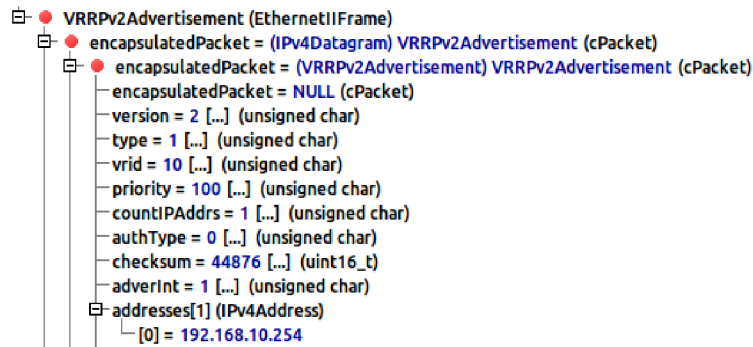 VRRPv2Advertisement (EthernetIIFrame)
encapsulatedPacket = (IPv4Datagram) VRRPv2Advertisement (cPacket)
encapsulatedPacket = (VRRPv2Advertisement) VRRPv2Advertisement (cPacket)
encapsulatedPacket = NULL (cPacket)
version = 2 [...] (unsigned char)
type = 1 [...] (unsigned char)
vrid = 10 [...] (unsigned char)
priority = 100 [...] (unsigned char)
countIPAddrs = 1 [...] (unsigned char)
authType = 0 [...] (unsigned char)
checksum = 44876 [...] (uint16_t)
adverInt = 1 [...] (unsigned char)
addresses[1] (IPv4Address)
[0] = 192.168.10.254